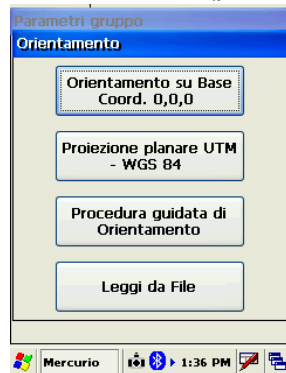 Parametri gruppo
Orientamento
Orientamento su Base
Coord. 0,0,0
Proiezione planare UTM
- WGS 84
Procedura guidata di
Orientamento
Leggi da File
Mercurio
1:36 PM